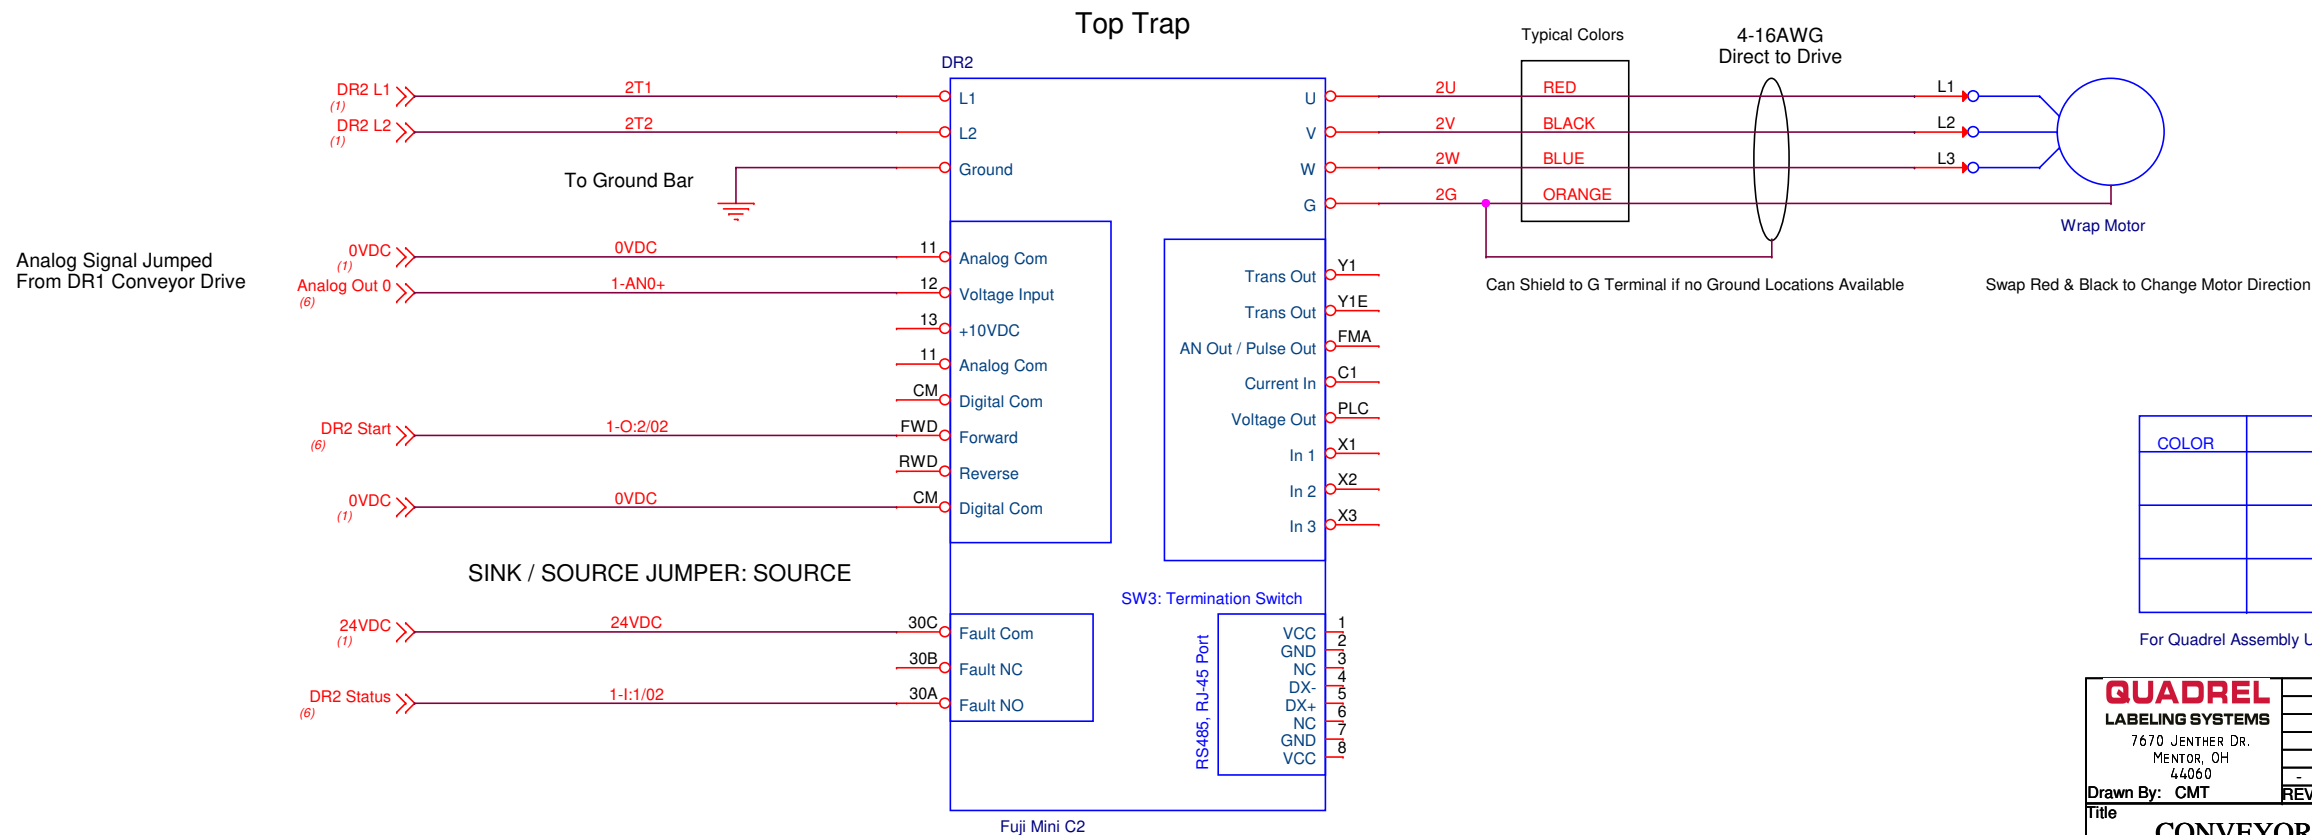 Top Trap
Typical Colors
4-16AWG
Direct to Drive
DR2
DR2 L1
(1)
2T1
L1
U
2U
RED
L1
DR2 L2
(1)
2T2
L2
V
2V
BLACK
L2
To Ground Bar
Ground
W
2W
BLUE
L3
G
2G
ORANGE
Wrap Motor
Analog Signal Jumped
From DR1 Conveyor Drive
0VDC
(1)
0VDC
11
Analog Com
Analog Out 0
(6)
1-AN0+
12
Voltage Input
13
+10VDC
11
Analog Com
CM
Digital Com
DR2 Start
(6)
1-O:2/02
FWD
Forward
RWD
Reverse
0VDC
(1)
0VDC
CM
Digital Com
Trans Out
Y1
Trans Out
Y1E
AN Out / Pulse Out
FMA
Current In
C1
Voltage Out
PLC
In 1
X1
In 2
X2
In 3
X3
Can Shield to G Terminal if no Ground Locations Available
Swap Red & Black to Change Motor Direction
SINK / SOURCE JUMPER: SOURCE
24VDC
(1)
24VDC
30C
Fault Com
30B
Fault NC
DR2 Status
(6)
1-I:1/02
30A
Fault NO
SW3: Termination Switch
RS485, RJ-45 Port
VCC
1
GND
2
NC
3
DX-
4
DX+
5
NC
6
GND
7
VCC
8
Fuji Mini C2
COLOR
For Quadrel Assembly U
QUADREL
LABELING SYSTEMS
7670 JENTHER DR.
MENTOR, OH
44060
-
Drawn By: CMT
REV
Title
CONVEYOR